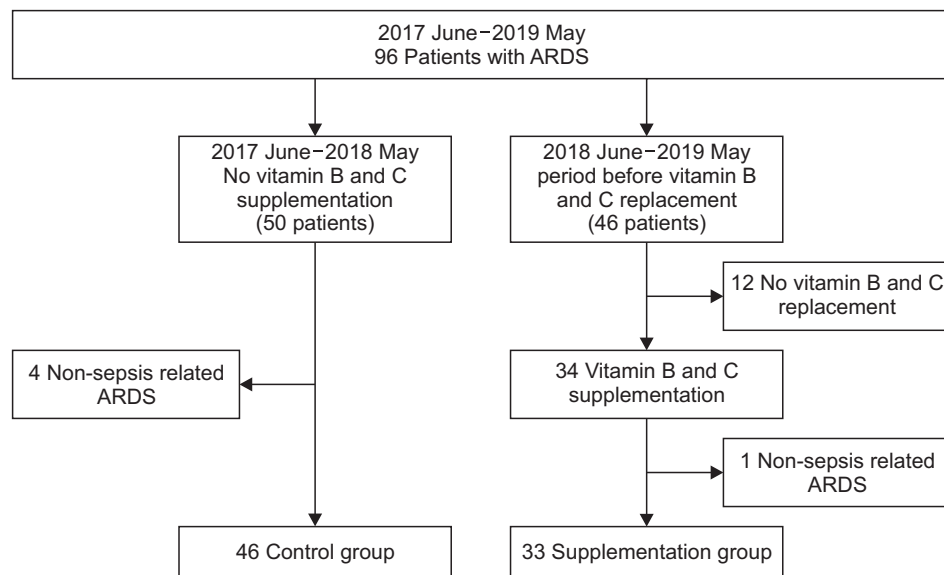 2017 June−2019 May
96 Patients with ARDS
2017 June−2018 May
No vitamin B and C
supplementation
(50 patients)
2018 June−2019 May
period before vitamin B
and C replacement
(46 patients)
12 No vitamin B and C
replacement
4 Non-sepsis related
ARDS
34 Vitamin B and C
supplementation
1 Non-sepsis related
ARDS
46 Control group
33 Supplementation group